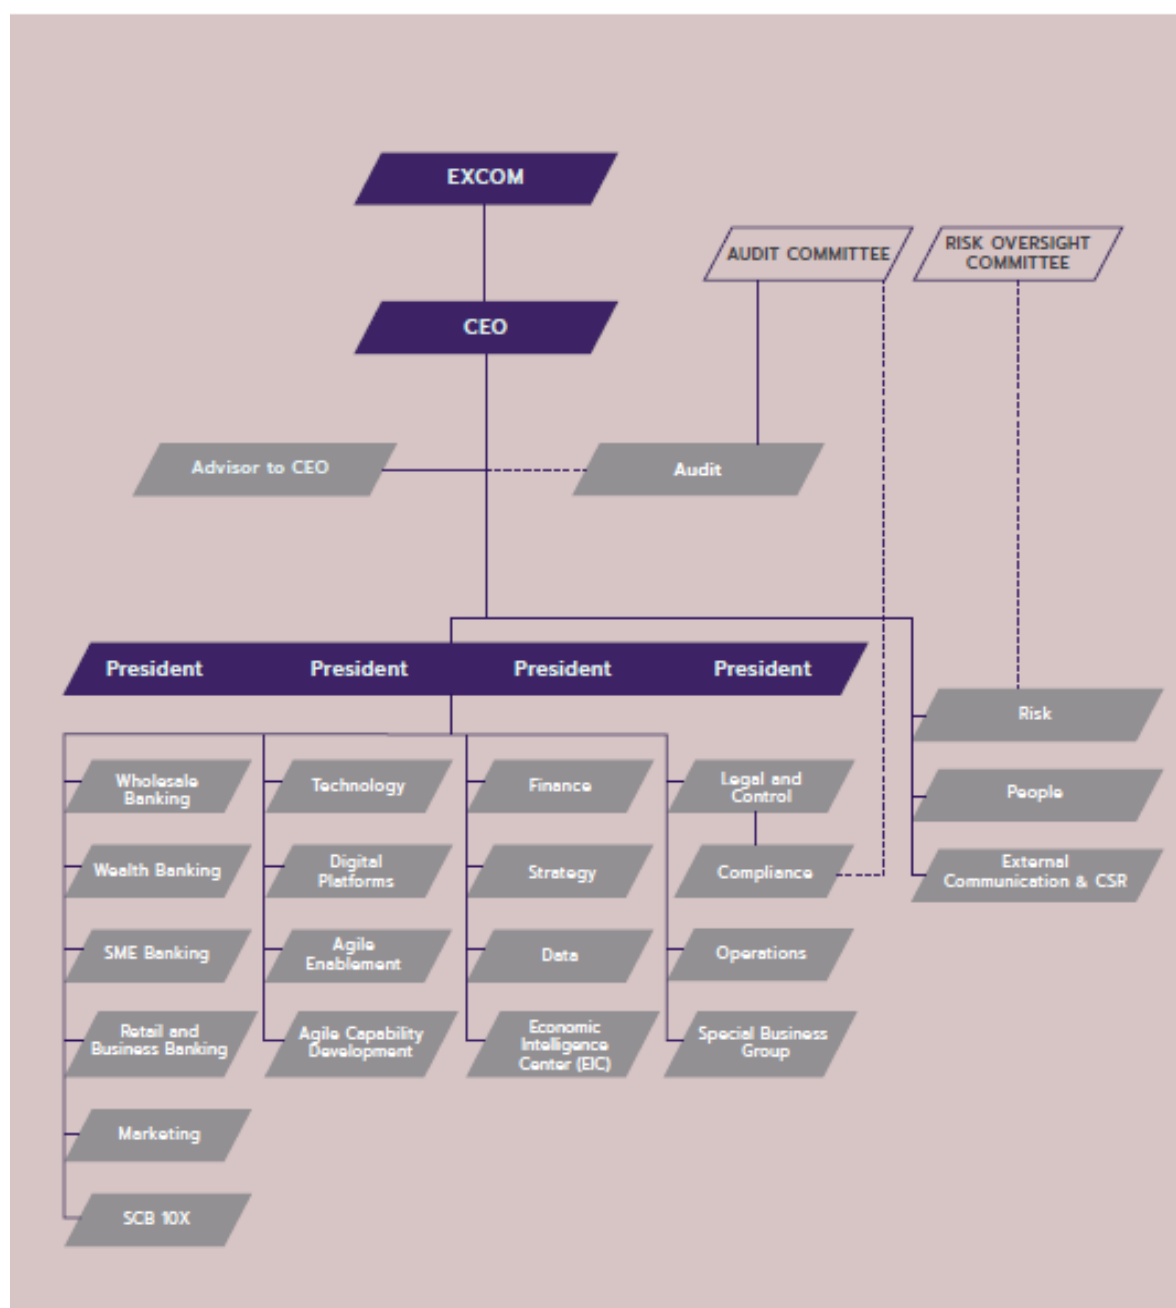 EXCOM
AUDIT COMMITTEE
RISK OVERSIGHT
COMMITTEE
CEO
Advisor to CEO
Audit
President
President
President
President
Risk
People
External
Communication & CSR
Wholesale
Banking
Wealth Banking
SME Banking
Retail and
Business Banking
Marketing
SCB 10X
Technology
Digital
Platforms
Agile
Enablement
Agile Capability
Development
Finance
Strategy
Data
Economic
Intelligence
Center (EIC)
Legal and
Control
Compliance
Operations
Special Business
Group